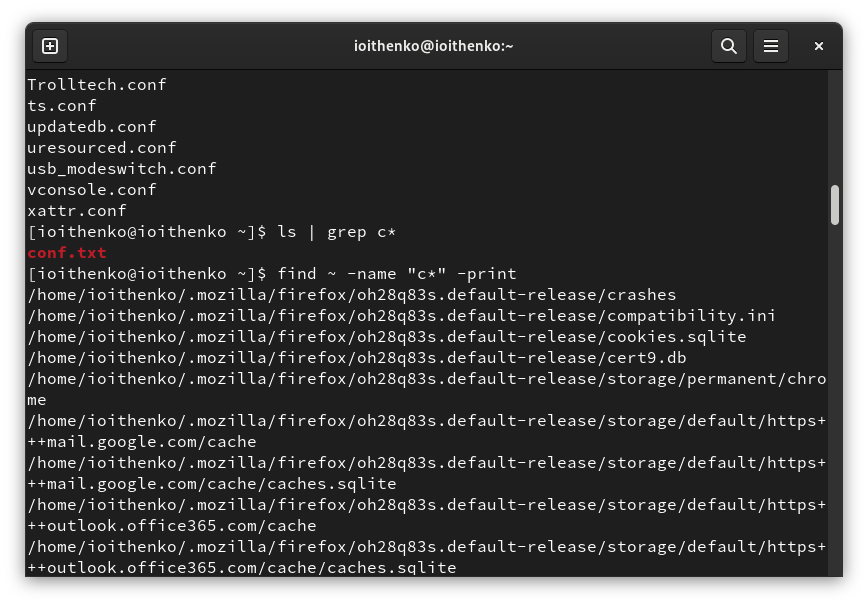 ioithenko@ioithenko:~
Trolltech.conf
ts.conf
updatedb.conf
uresourced.conf
usb_modeswitch.conf
vconsole.conf
xattr.conf
[ioithenko@ioithenko ~]$ ls | grep c*
conf.txt
[ioithenko@ioithenko ~]$ find ~ -name "c*" -print
/home/ioithenko/.mozilla/firefox/oh28q83s.default-release/crashes
/home/ioithenko/.mozilla/firefox/oh28q83s.default-release/compatibility.ini
/home/ioithenko/.mozilla/firefox/oh28q83s.default-release/cookies.sqlite
/home/ioithenko/.mozilla/firefox/oh28q83s.default-release/cert9.db
/home/ioithenko/.mozilla/firefox/oh28q83s.default-release/storage/permanent/chro
me
/home/ioithenko/.mozilla/firefox/oh28q83s.default-release/storage/default/https+
++mail.google.com/cache
/home/ioithenko/.mozilla/firefox/oh28q83s.default-release/storage/default/https+
++mail.google.com/cache/caches.sqlite
/home/ioithenko/.mozilla/firefox/oh28q83s.default-release/storage/default/https+
++outlook.office365.com/cache
/home/ioithenko/.mozilla/firefox/oh28q83s.default-release/storage/default/https+
++outlook.office365.com/cache/caches.sqlite